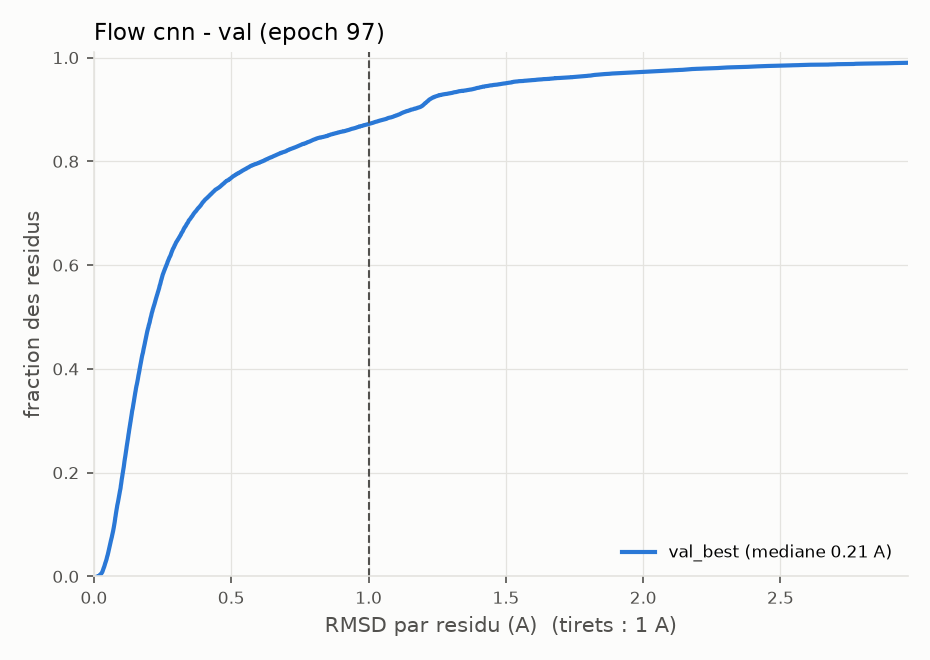 Flow cnn - val (epoch 97)
fraction des residus
1.0
0.8
0.6
0.4
0.2
0.0
0.0 0.5 1.0 1.5 2.0 2.5
val_best (mediane 0.21 A)
RMSD par residu (A)  (tirets : 1 A)